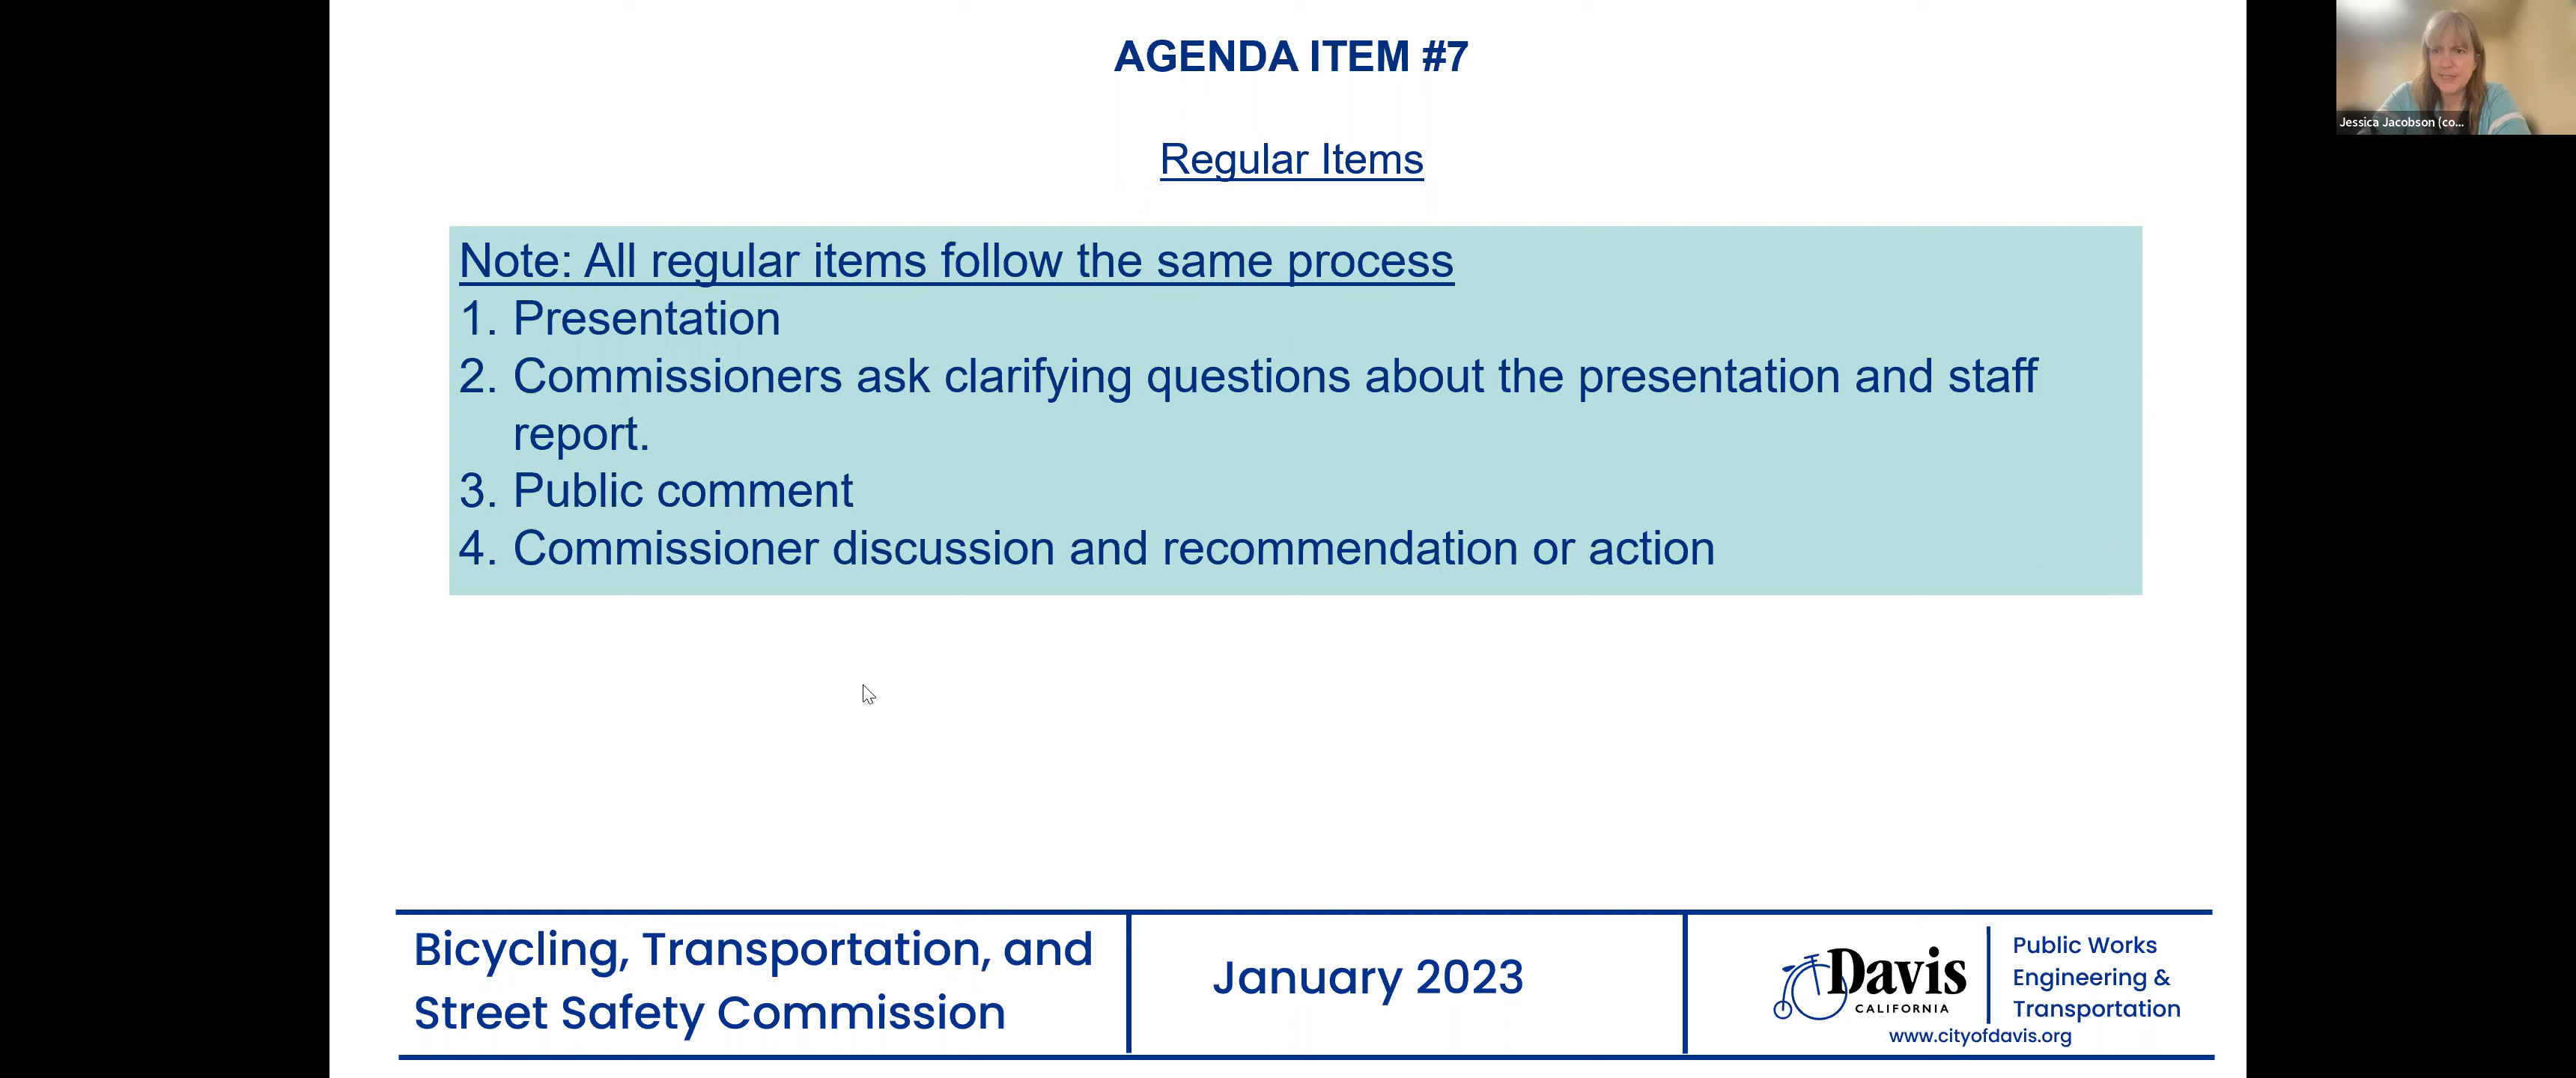 AGENDA ITEM #7
Regular Items
Note: All regular items follow the same process
1. Presentation
2. Commissioners ask clarifying questions about the presentation and staff
report.
3. Public comment
4. Commissioner discussion and recommendation or action
Jessica Jacobson (co...
Bicycling, Transportation, and
Street Safety Commission
January 2023
Davis
CALIFORNIA
Public Works
Engineering &
Transportation
www.cityofdavis.org